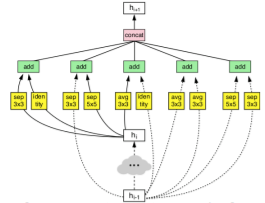 h_{i+1}
concat
add add add add add
sep 3x3 iden tity sep 3x3 sep 5x5 avg 3x3 iden tity avg 3x3 avg 3x3 sep 5x5 sep 3x3
h_i
...
h_{i-1}